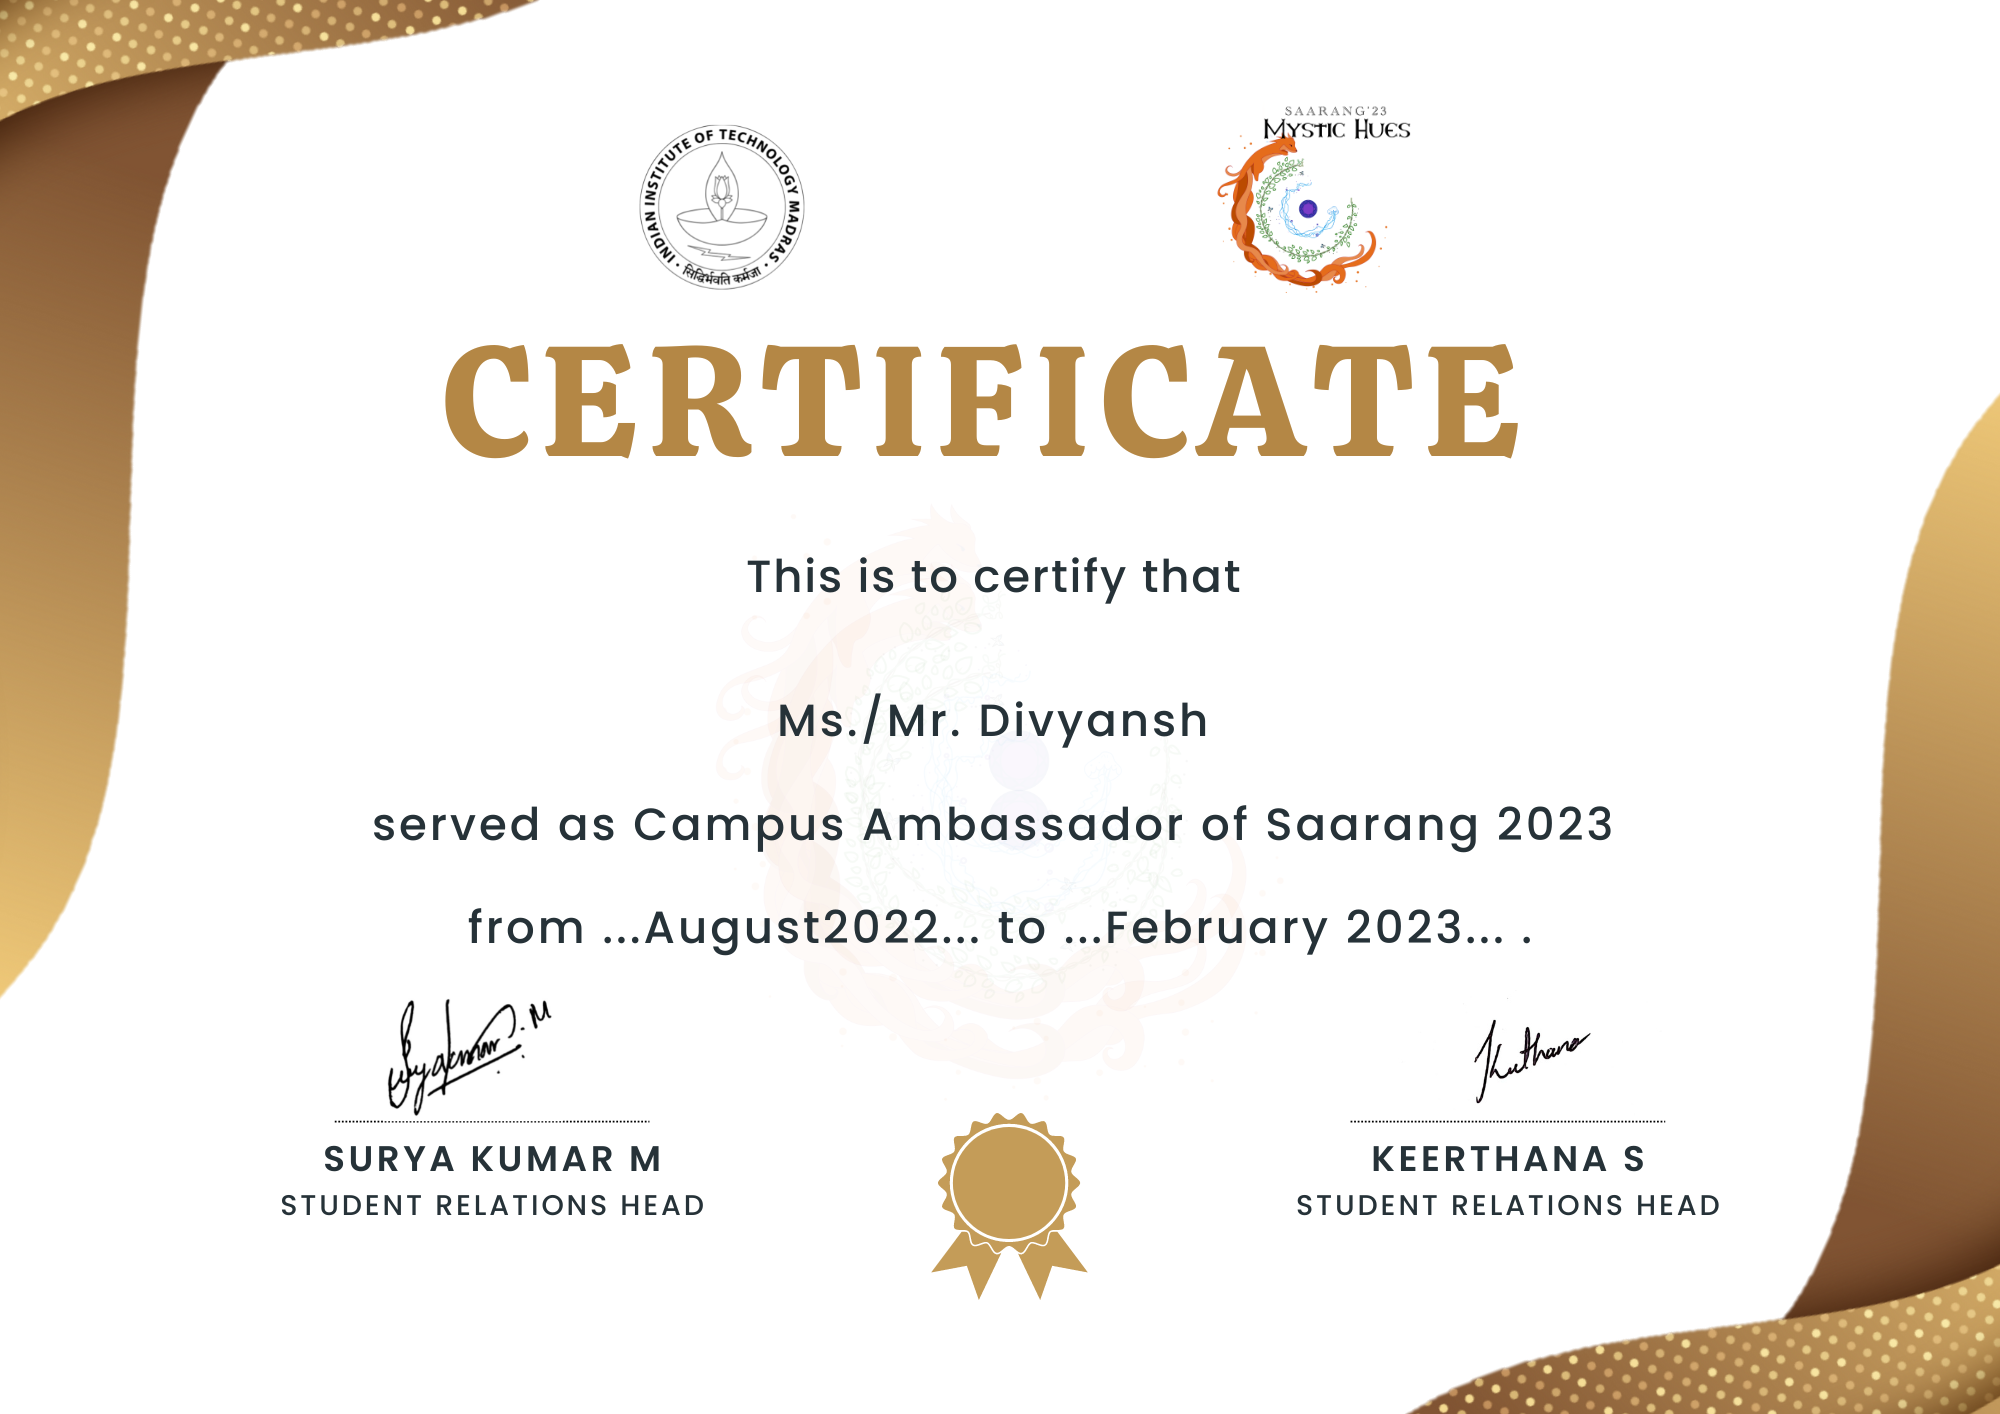 INDIAN INSTITUTE OF TECHNOLOGY MADRAS
सिद्धिर्भवति कर्मजा
SAARANG'23
MYSTIC HUES
CERTIFICATE
This is to certify that
Ms./Mr. Divyansh
served as Campus Ambassador of Saarang 2023
from ...August2022... to ...February 2023... .
Suryakumar. M
Keerthana
SURYA KUMAR M
KEERTHANA S
STUDENT RELATIONS HEAD
STUDENT RELATIONS HEAD